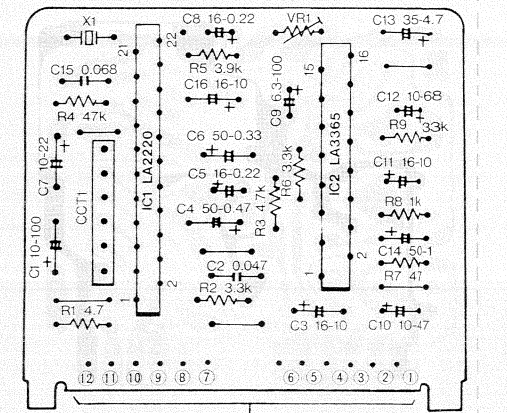 X1
C8 16-0.22
VR1
C13 35-4.7
21
22
R5 3.9k
16
C15 0.068
15
C16 16-10
C9 6.3-100
C12 10-68
R4 47k
R9 33k
C6 50-0.33
C7 10-22
CCT1
IC1 LA2220
IC2 LA3365
R6 3.3k
C11 16-10
C5 16-0.22
R3 4.7k
R8 1k
C4 50-0.47
C1 10-100
C14 50-1
C2 0.047
R7 47
1
2
R2 3.3k
1
2
R1 4.7
C3 16-10
C10 10-47
⑫ ⑪ ⑩ ⑨ ⑧ ⑦ ⑥ ⑤ ④ ③ ② ①